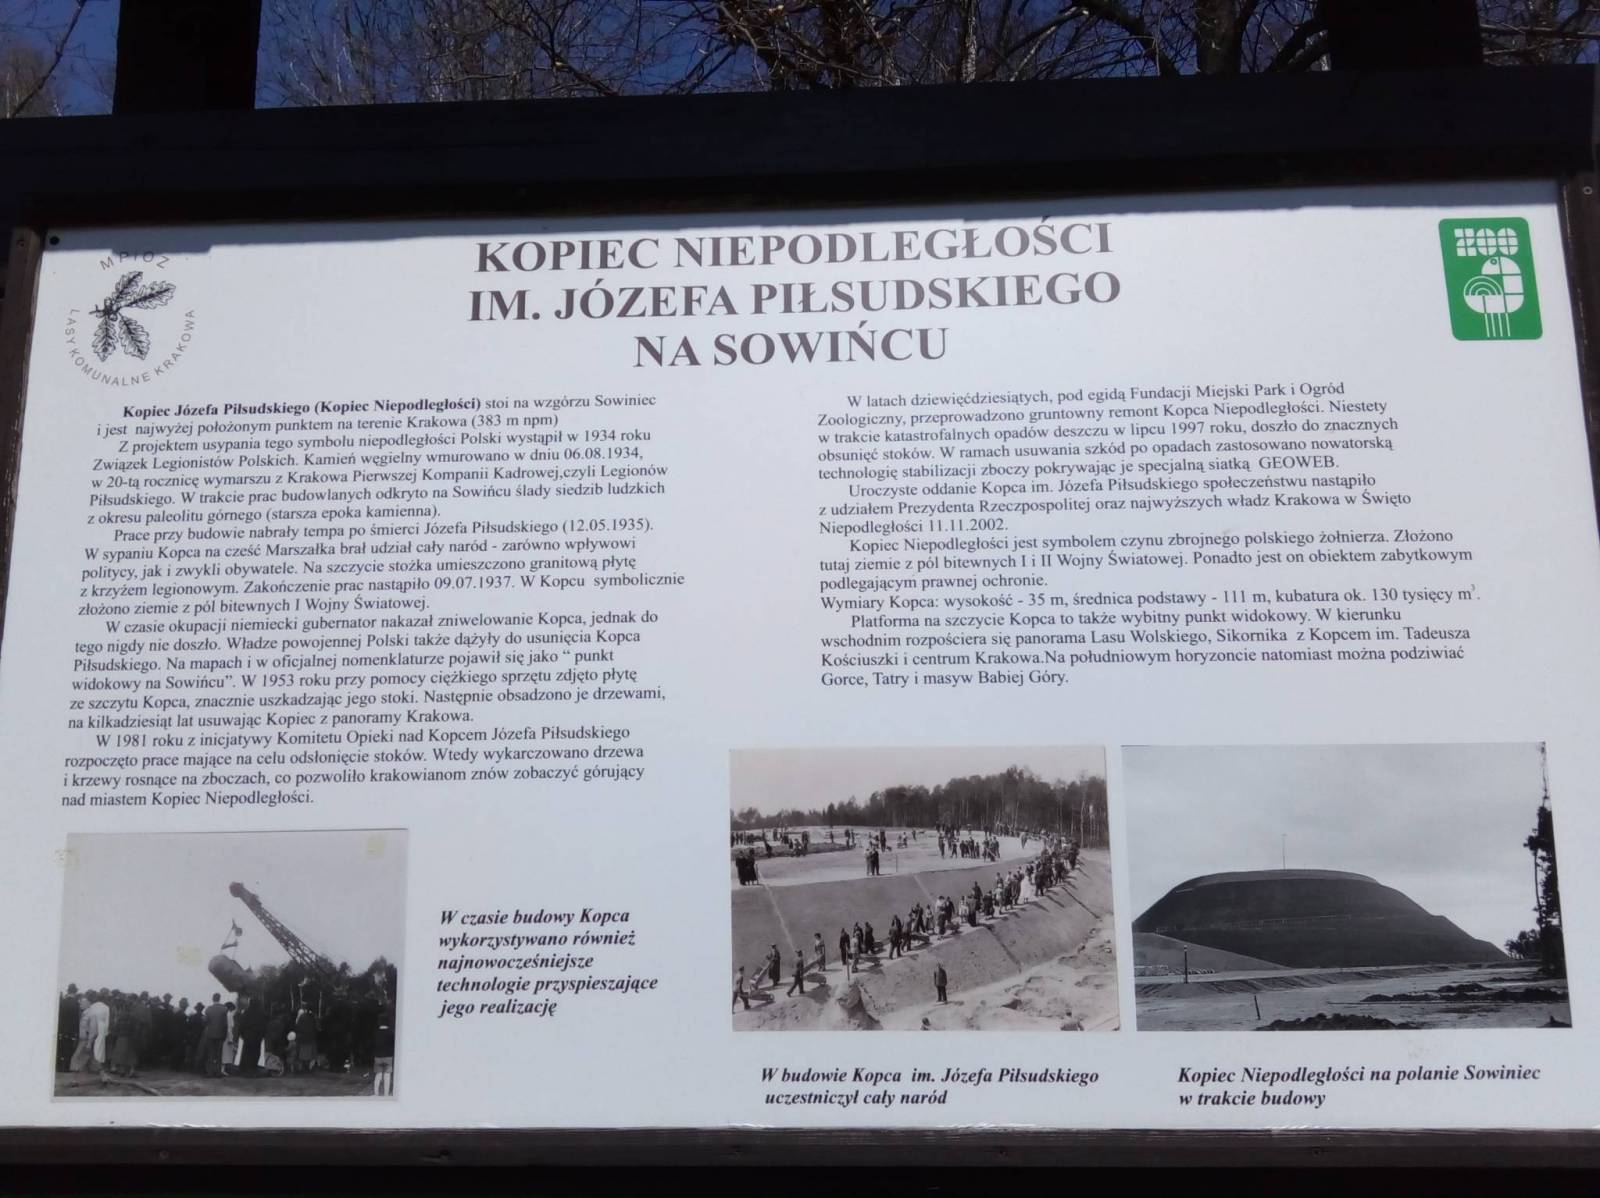 MPIOZ
LASY KOMUNALNE KRAKOWA
ZOO
KOPIEC NIEPODLEGŁOŚCI
IM. JÓZEFA PIŁSUDSKIEGO
NA SOWIŃCU
Kopiec Józefa Piłsudskiego (Kopiec Niepodległości) stoi na wzgórzu Sowiniec
i jest najwyżej położonym punktem na terenie Krakowa (383 m npm)
Z projektem usypania tego symbolu niepodległości Polski wystąpił w 1934 roku
Związek Legionistów Polskich. Kamień węgielny wmurowano w dniu 06.08.1934,
w 20-tą rocznicę wymarszu z Krakowa Pierwszej Kompanii Kadrowej,czyli Legionów
Piłsudskiego. W trakcie prac budowlanych odkryto na Sowińcu ślady siedzib ludzkich
z okresu paleolitu górnego (starsza epoka kamienna).
Prace przy budowie nabrały tempa po śmierci Józefa Piłsudskiego (12.05.1935).
W sypaniu Kopca na cześć Marszałka brał udział cały naród - zarówno wpływowi
politycy, jak i zwykli obywatele. Na szczycie stożka umieszczono granitową płytę
z krzyżem legionowym. Zakończenie prac nastąpiło 09.07.1937. W Kopcu symbolicznie
złożono ziemie z pól bitewnych I Wojny Światowej.
W czasie okupacji niemiecki gubernator nakazał zniwelowanie Kopca, jednak do
tego nigdy nie doszło. Władze powojennej Polski także dążyły do usunięcia Kopca
Piłsudskiego. Na mapach i w oficjalnej nomenklaturze pojawił się jako “ punkt
widokowy na Sowińcu”. W 1953 roku przy pomocy ciężkiego sprzętu zdjęto płytę
ze szczytu Kopca, znacznie uszkadzając jego stoki. Następnie obsadzono je drzewami,
na kilkadziesiąt lat usuwając Kopiec z panoramy Krakowa.
W 1981 roku z inicjatywy Komitetu Opieki nad Kopcem Józefa Piłsudskiego
rozpoczęto prace mające na celu odsłonięcie stoków. Wtedy wykarczowano drzewa
i krzewy rosnące na zboczach, co pozwoliło krakowianom znów zobaczyć górujący
nad miastem Kopiec Niepodległości.
W latach dziewięćdziesiątych, pod egidą Fundacji Miejski Park i Ogród
Zoologiczny, przeprowadzono gruntowny remont Kopca Niepodległości. Niestety
w trakcie katastrofalnych opadów deszczu w lipcu 1997 roku, doszło do znacznych
obsunięć stoków. W ramach usuwania szkód po opadach zastosowano nowatorską
technologię stabilizacji zboczy pokrywając je specjalną siatką GEOWEB.
Uroczyste oddanie Kopca im. Józefa Piłsudskiego społeczeństwu nastąpiło
z udziałem Prezydenta Rzeczpospolitej oraz najwyższych władz Krakowa w Święto
Niepodległości 11.11.2002.
Kopiec Niepodległości jest symbolem czynu zbrojnego polskiego żołnierza. Złożono
tutaj ziemie z pól bitewnych I i II Wojny Światowej. Ponadto jest on obiektem zabytkowym
podlegającym prawnej ochronie.
Wymiary Kopca: wysokość - 35 m, średnica podstawy - 111 m, kubatura ok. 130 tysięcy m³.
Platforma na szczycie Kopca to także wybitny punkt widokowy. W kierunku
wschodnim rozpościera się panorama Lasu Wolskiego, Sikornika z Kopcem im. Tadeusza
Kościuszki i centrum Krakowa.Na południowym horyzoncie natomiast można podziwiać
Gorce, Tatry i masyw Babiej Góry.
W czasie budowy Kopca
wykorzystywano również
najnowocześniejsze
technologie przyspieszające
jego realizację
W budowie Kopca im. Józefa Piłsudskiego
uczestniczył cały naród
Kopiec Niepodległości na polanie Sowiniec
w trakcie budowy